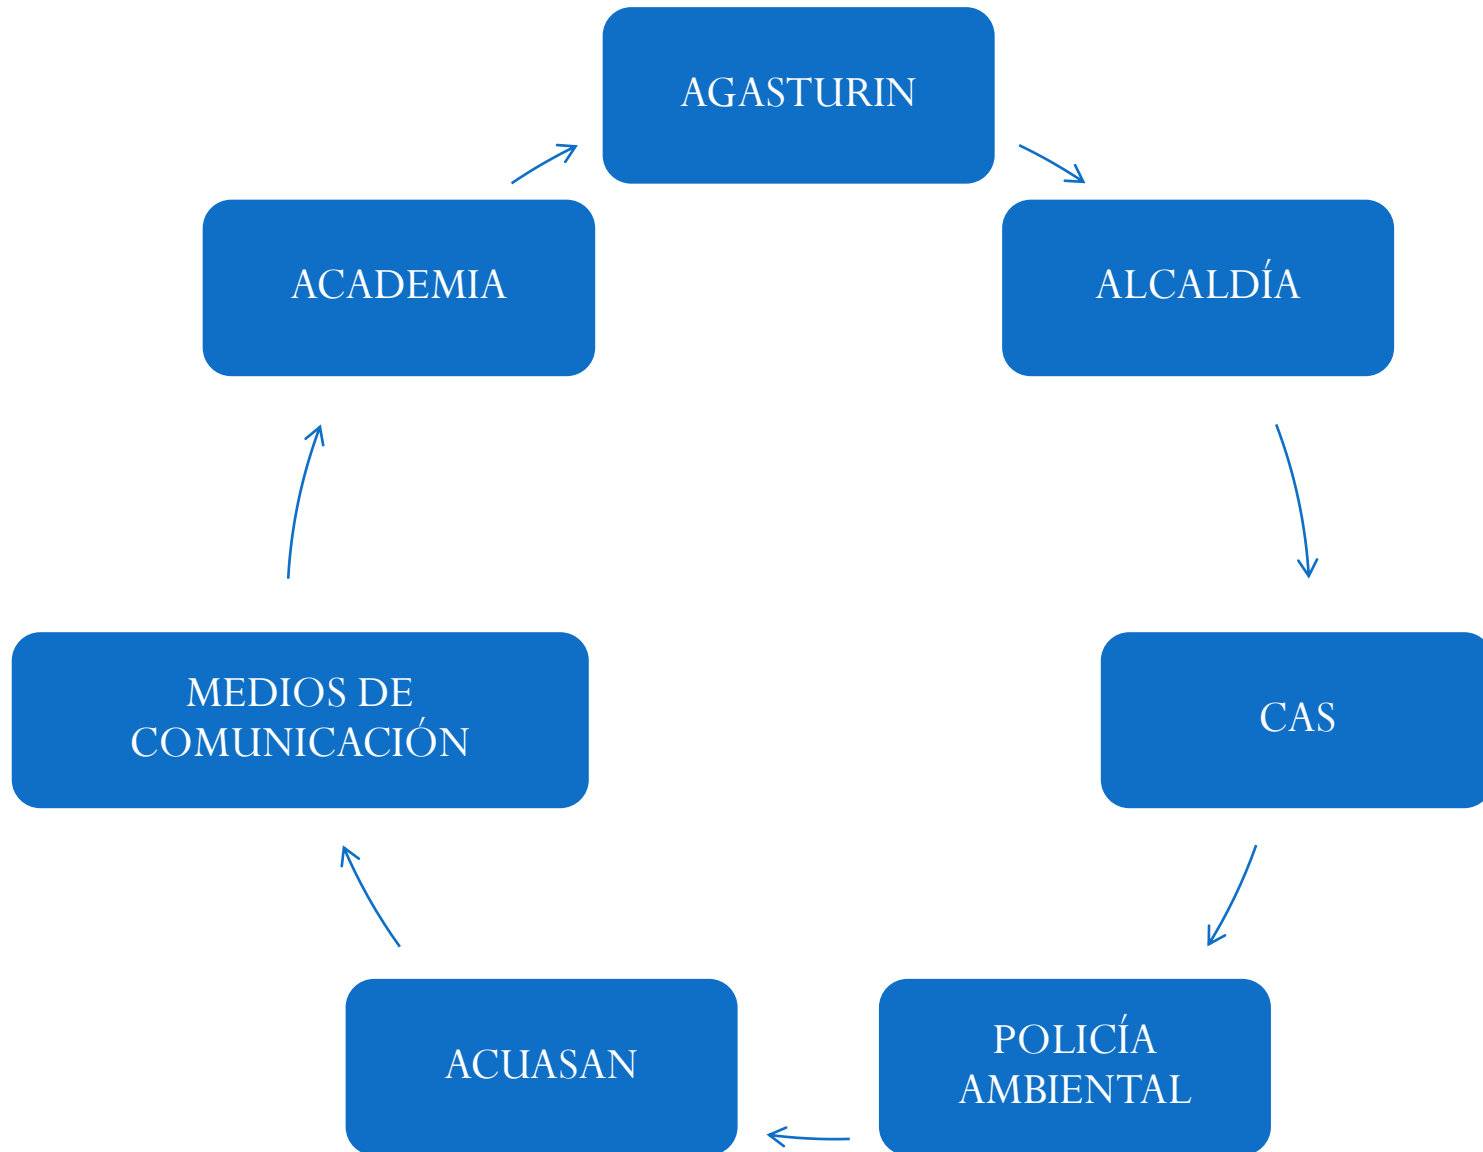 AGASTURIN
ALCALDÍA
CAS
POLICÍA
AMBIENTAL
ACUASAN
MEDIOS DE
COMUNICACIÓN
ACADEMIA